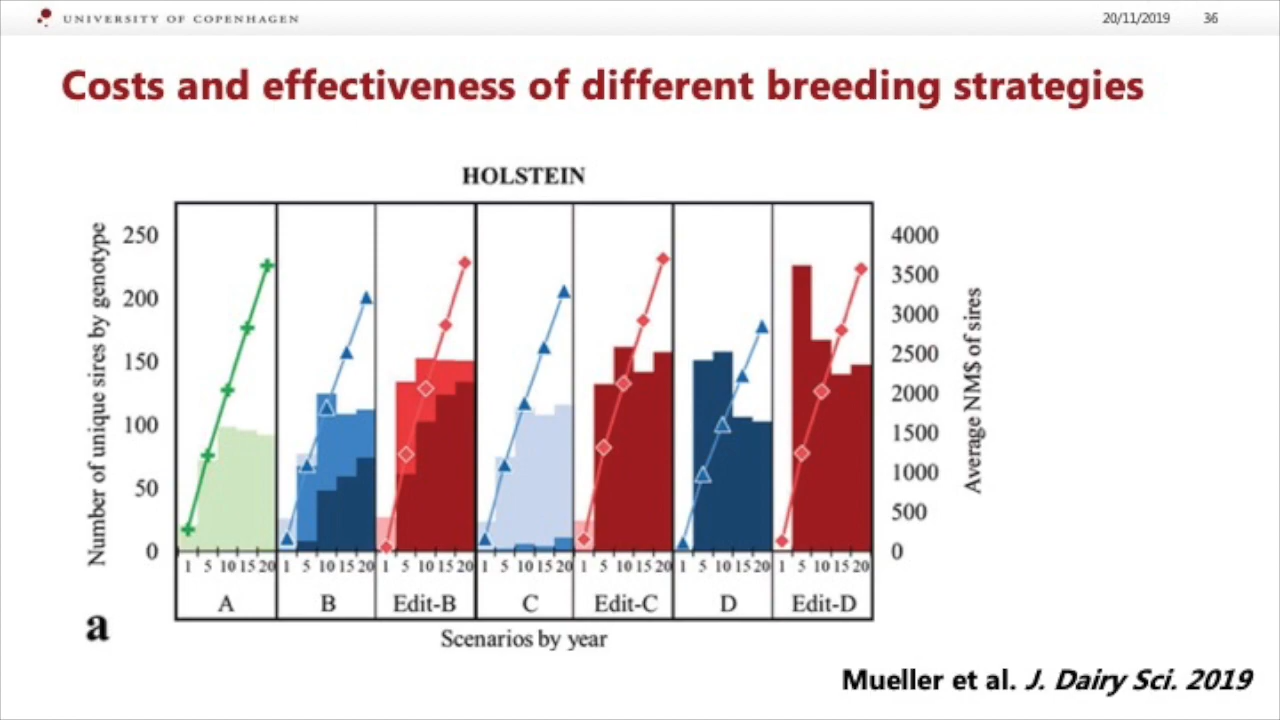 UNIVERSITY OF COPENHAGEN
20/11/2019 36
Costs and effectiveness of different breeding strategies
HOLSTEIN
Number of unique sires by genotype
250
200
150
100
50
0
4000
3500
3000
2500
2000
1500
1000
500
0
Average NM$ of sires
1 5 10 15 20 1 5 10 15 20 1 5 10 15 20 1 5 10 15 20 1 5 10 15 20 1 5 10 15 20 1 5 10 15 20
A B Edit-B C Edit-C D Edit-D
a
Scenarios by year
Mueller et al. J. Dairy Sci. 2019